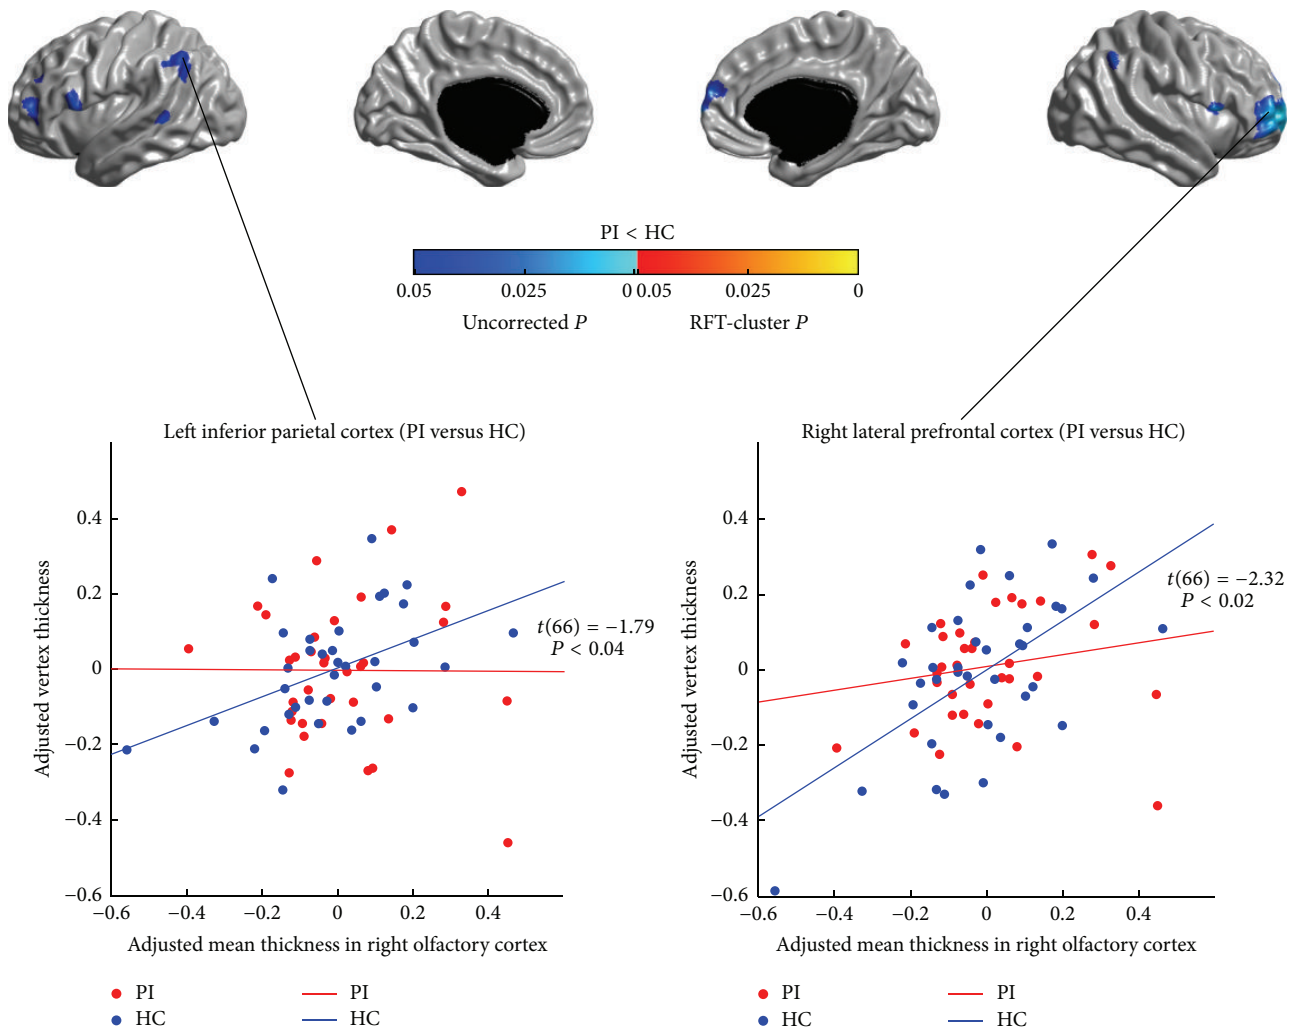 PI < HC
0.05 0.025 0 0.05 0.025 0
Uncorrected P RFT-cluster P
Left inferior parietal cortex (PI versus HC)
0.4
0.2
0
−0.2
−0.4
−0.6
Adjusted vertex thickness
t(66) = −1.79
P < 0.04
−0.6 −0.4 −0.2 0 0.2 0.4
Adjusted mean thickness in right olfactory cortex
PI PI
HC HC
Right lateral prefrontal cortex (PI versus HC)
0.4
0.2
0
−0.2
−0.4
−0.6
Adjusted vertex thickness
t(66) = −2.32
P < 0.02
−0.6 −0.4 −0.2 0 0.2 0.4
Adjusted mean thickness in right olfactory cortex
PI PI
HC HC